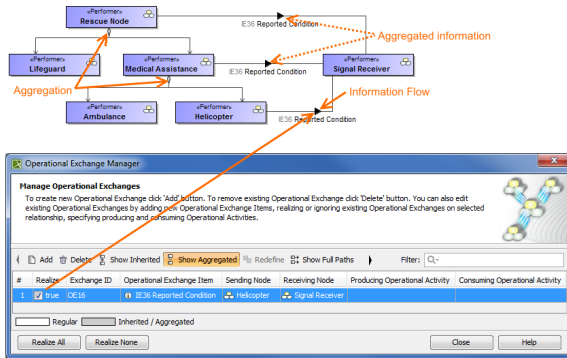 «Performer»
Rescue Node
IE36 Reported Condition
Aggregated information
«Performer»
Lifeguard
«Performer»
Medical Assistance
IE36 Reported Condition
«Performer»
Signal Receiver
Aggregation
Information Flow
«Performer»
Ambulance
«Performer»
Helicopter
IE36 Reported Condition
Operational Exchange Manager
Manage Operational Exchanges
To create new Operational Exchange click 'Add' button. To remove existing Operational Exchange click 'Delete' button. You can also edit
existing Operational Exchanges by adding new Operational Exchange Items, realizing or ignoring existing Operational Exchanges on selected
relationship, specifying producing and consuming Operational Activities.
Add Delete Show Inherited Show Aggregated Redefine Show Full Paths Filter:
# Realize Exchange ID Operational Exchange Item Sending Node Receiving Node Producing Operational Activity Consuming Operational Activity
1 true OE16 IE36 Reported Condition Helicopter Signal Receiver
Regular Inherited / Aggregated
Realize All Realize None Close Help